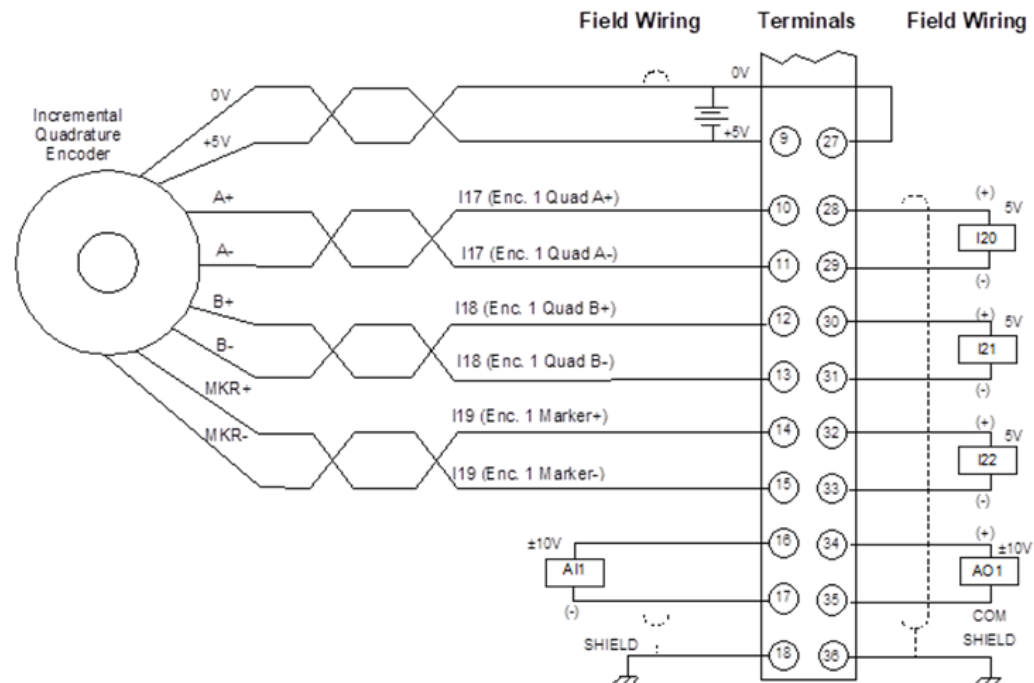 Field Wiring Terminals Field Wiring
Incremental
Quadrature
Encoder
0V
+5V
0V
+5V
9 27
A+
I17 (Enc. 1 Quad A+)
10 28
(+)
5V
I20
A-
I17 (Enc. 1 Quad A-)
11 29
(-)
B+
I18 (Enc. 1 Quad B+)
12 30
(+)
5V
I21
B-
I18 (Enc. 1 Quad B-)
13 31
(-)
MKR+
I19 (Enc. 1 Marker+)
14 32
(+)
5V
I22
MKR-
I19 (Enc. 1 Marker-)
15 33
(-)
±10V
AI1
16 34
(+)
±10V
AO1
(-)
17 35
COM
SHIELD
18 36
SHIELD